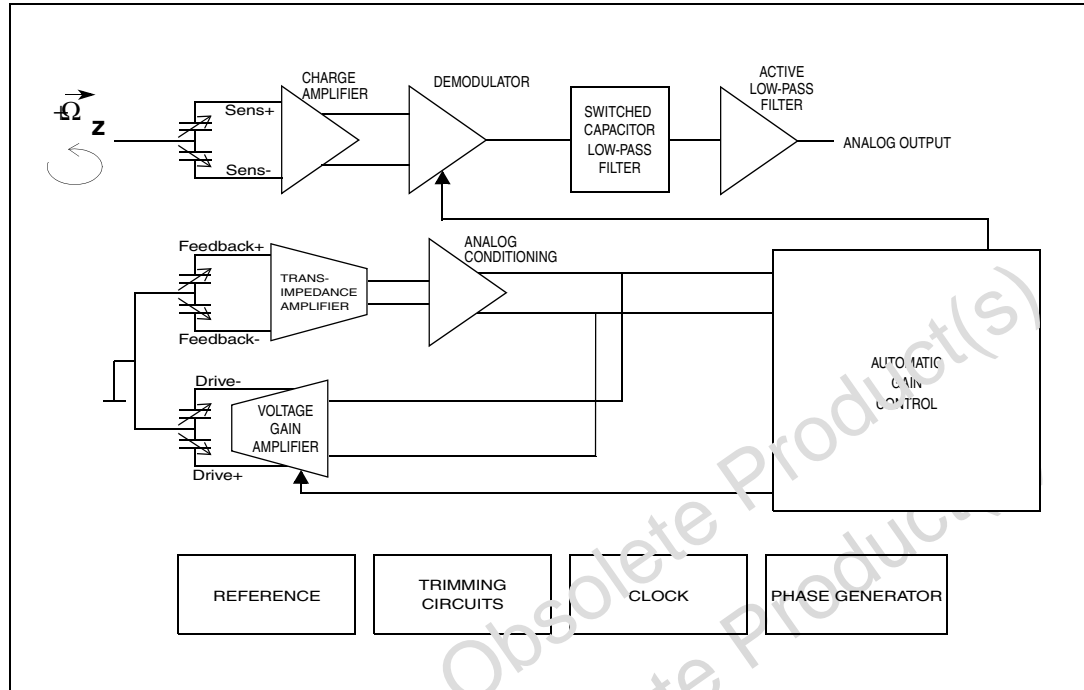 CHARGE
AMPLIFIER
DEMODULATOR
ACTIVE
LOW-PASS
FILTER
+Ω
z
Sens+
Sens-
SWITCHED
CAPACITOR
LOW-PASS
FILTER
ANALOG OUTPUT
Feedback+
Feedback-
TRANS-
IMPEDANCE
AMPLIFIER
ANALOG
CONDITIONING
AUTOMATIC
GAIN
CONTROL
Drive-
Drive+
VOLTAGE
GAIN
AMPLIFIER
REFERENCE
TRIMMING
CIRCUITS
CLOCK
PHASE GENERATOR
Obsolete Product(s)
ete Product(